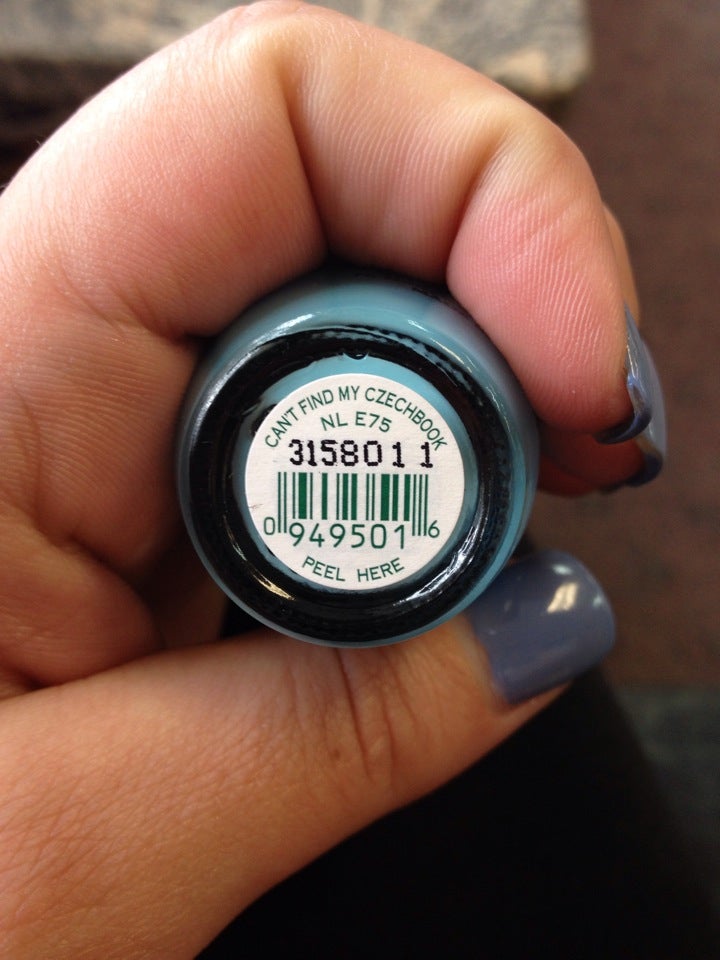 CAN'T FIND MY CZECHBOOK
NL E75
3158011
0 949501 6
PEEL HERE